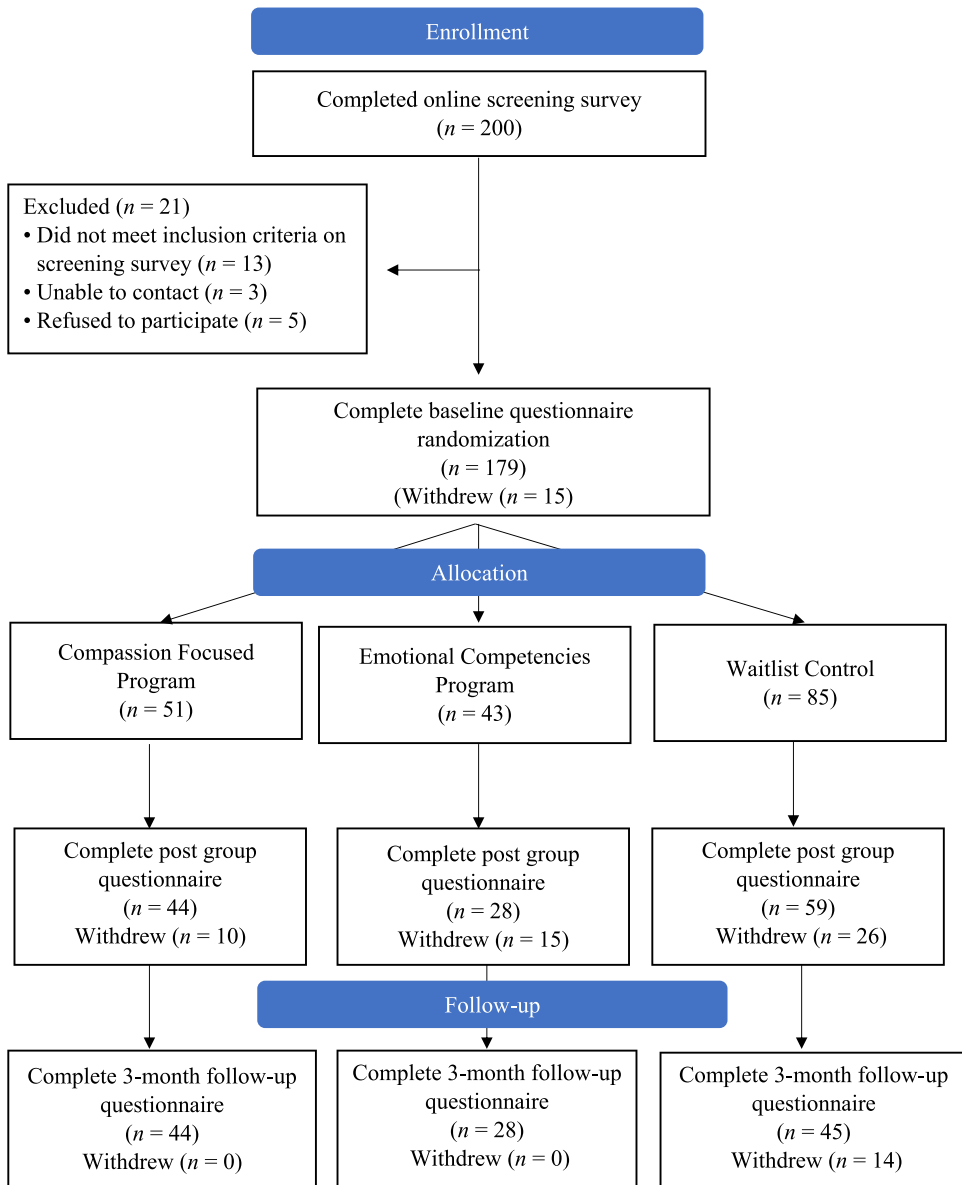 Enrollment
Completed online screening survey
(n = 200)
Excluded (n = 21)
• Did not meet inclusion criteria on
screening survey (n = 13)
• Unable to contact (n = 3)
• Refused to participate (n = 5)
Complete baseline questionnaire
randomization
(n = 179)
(Withdrew (n = 15)
Allocation
Compassion Focused
Program
(n = 51)
Emotional Competencies
Program
(n = 43)
Waitlist Control
(n = 85)
Complete post group
questionnaire
(n = 44)
Withdrew (n = 10)
Complete post group
questionnaire
(n = 28)
Withdrew (n = 15)
Complete post group
questionnaire
(n = 59)
Withdrew (n = 26)
Follow-up
Complete 3-month follow-up
questionnaire
(n = 44)
Withdrew (n = 0)
Complete 3-month follow-up
questionnaire
(n = 28)
Withdrew (n = 0)
Complete 3-month follow-up
questionnaire
(n = 45)
Withdrew (n = 14)